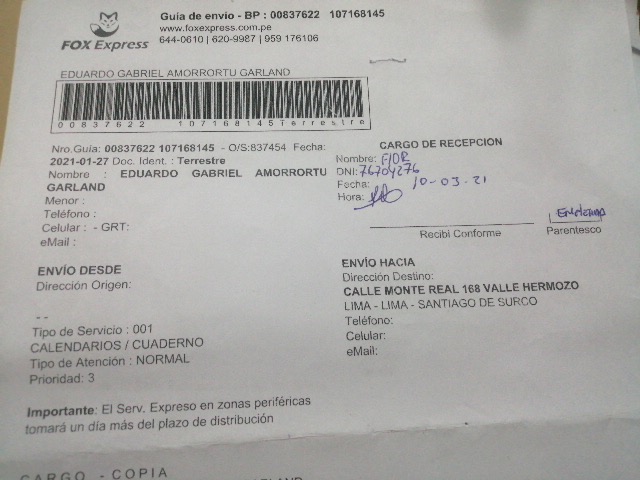 Guía de envio - BP : 00837622 107168145
www.foxexpress.com.pe
644-0610 | 620-9987 | 959 176106
FOX Express
EDUARDO GABRIEL AMORRORTU GARLAND
00837622 107168145Terrestre
Nro.Guía: 00837622 107168145 - O/S:837454 Fecha:
2021-01-27 Doc. Ident. : Terrestre
Nombre : EDUARDO GABRIEL AMORRORTU
GARLAND
Menor :
Teléfono :
Celular : - GRT:
eMail :
CARGO DE RECEPCION
Nombre: FIOR
DNI: 76704276
Fecha: 10-03-21
Hora:
Recibi Conforme
Parentesco
ENVÍO DESDE
Dirección Origen:
- -
Tipo de Servicio : 001
CALENDARIOS / CUADERNO
Tipo de Atención : NORMAL
Prioridad: 3
ENVÍO HACIA
Dirección Destino:
CALLE MONTE REAL 168 VALLE HERMOZO
LIMA - LIMA - SANTIAGO DE SURCO
Teléfono:
Celular:
eMail:
Importante: El Serv. Expreso en zonas periféricas
tomará un día más del plazo de distribución
CARGO - COPIA